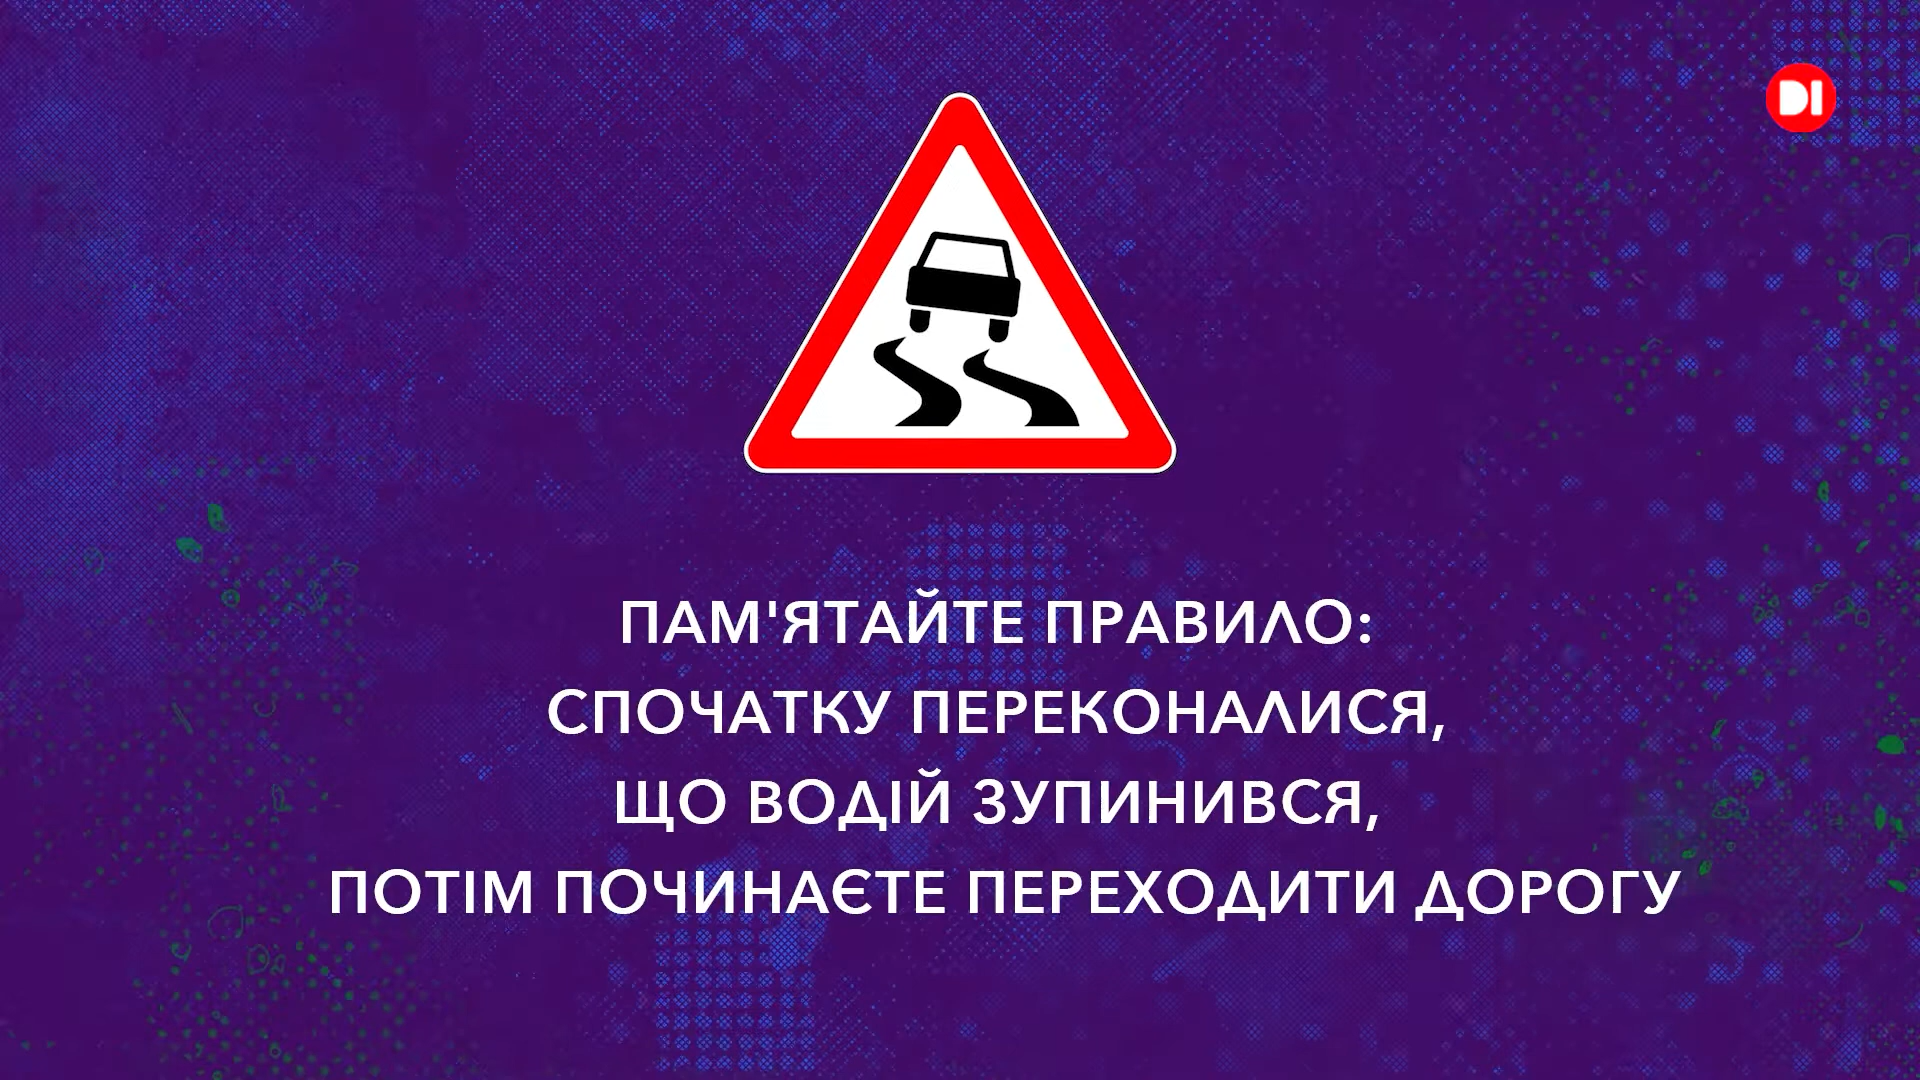 DI
ПАМ'ЯТАЙТЕ ПРАВИЛО:
СПОЧАТКУ ПЕРЕКОНАЛИСЯ,
ЩО ВОДІЙ ЗУПИНИВСЯ,
ПОТІМ ПОЧИНАЄТЕ ПЕРЕХОДИТИ ДОРОГУ